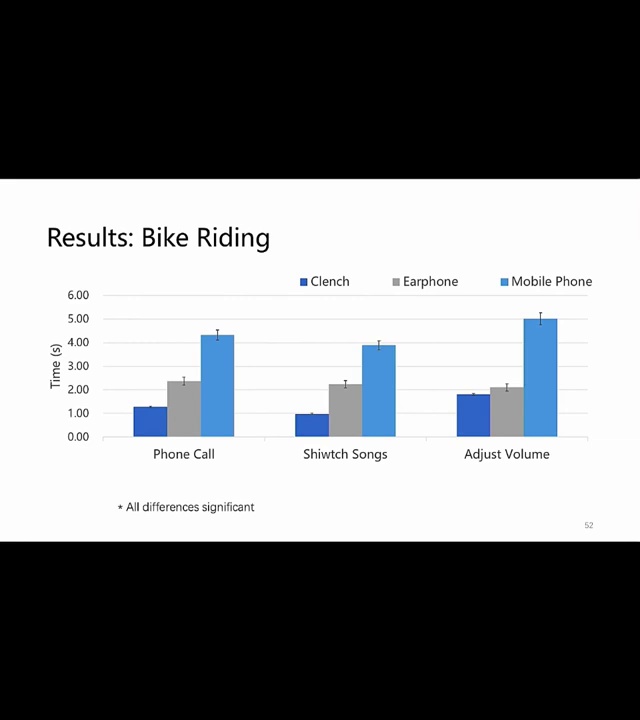 Results: Bike Riding
Clench Earphone Mobile Phone
6.00
5.00
4.00
3.00
2.00
1.00
0.00
Time (s)
Phone Call Shiwtch Songs Adjust Volume
* All differences significant
52